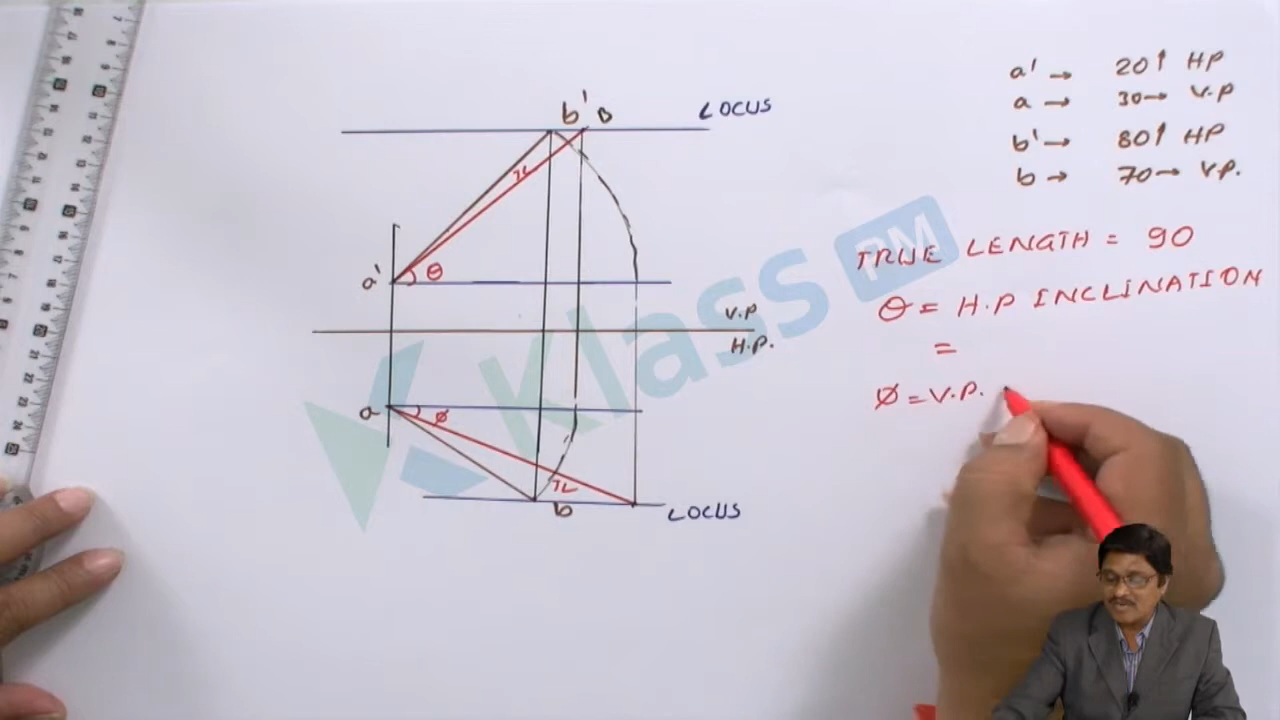 b' B
LOCUS
TL
a' θ
V.P
H.P.
a ø
TL
b
LOCUS
a' → 20↑ HP
a → 30→ V.P
b' → 80↑ HP
b → 70→ V.P.
TRUE LENGTH = 90
θ = H.P INCLINATION
=
ø = V.P.
Klass PM